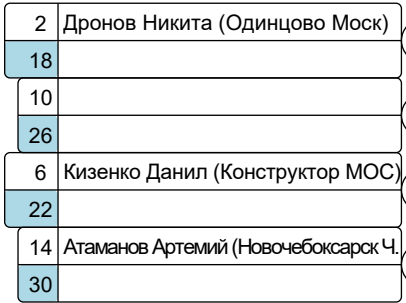 2 Дронов Никита (Одинцово Моск)
18
10
26
6 Кизенко Данил (Конструктор МОС)
22
14 Атаманов Артемий (Новочебоксарск Ч.
30